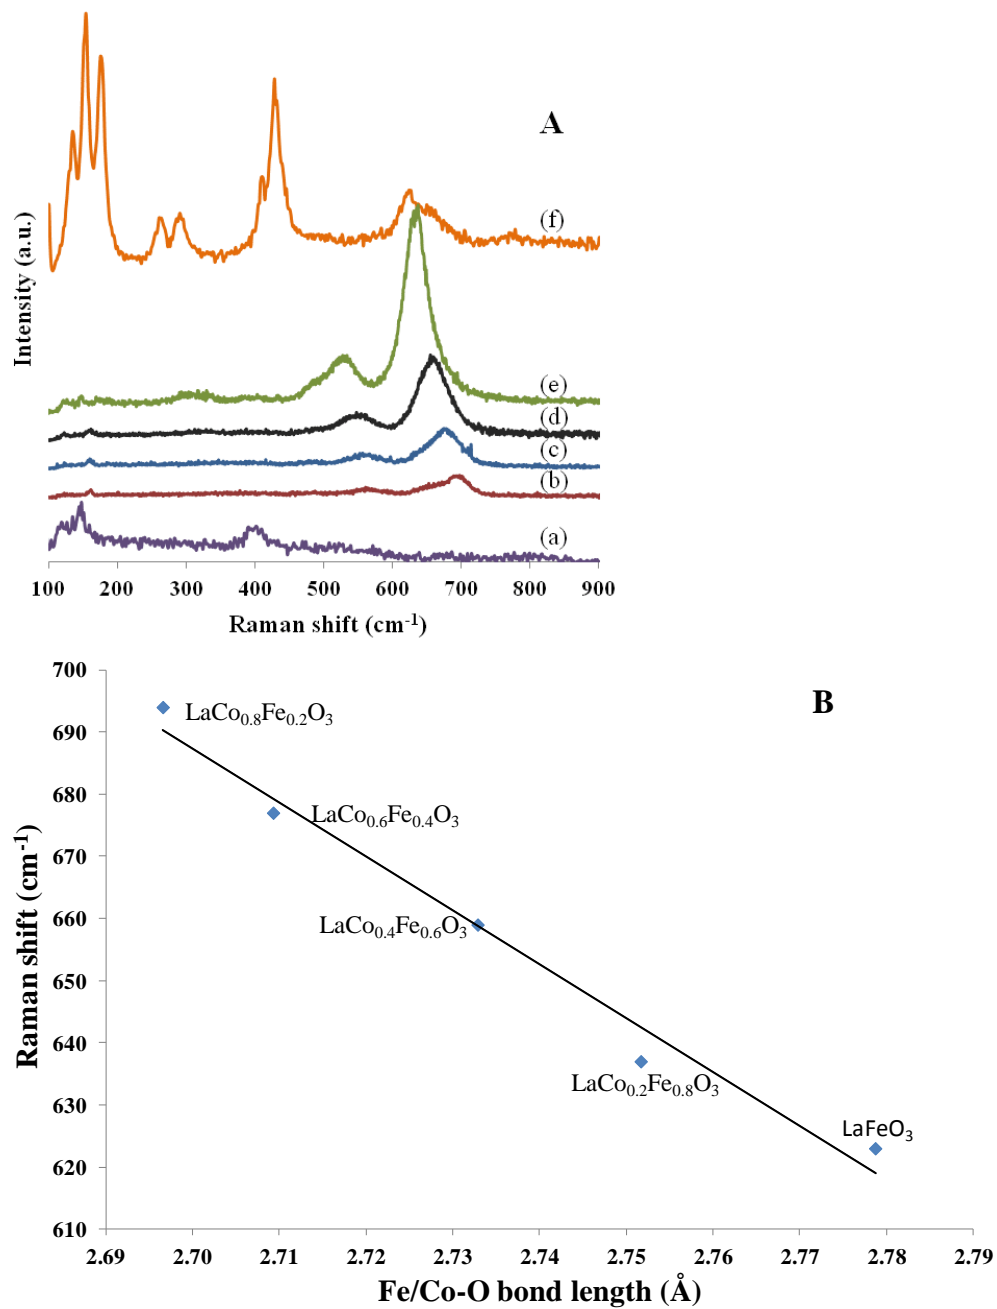 A
Intensity (a.u.)
(f)
(e)
(d)
(c)
(b)
(a)
100 200 300 400 500 600 700 800 900
Raman shift (cm⁻¹)
B
700
690
680
670
660
650
640
630
620
610
Raman shift (cm⁻¹)
LaCo₀.₈Fe₀.₂O₃
LaCo₀.₆Fe₀.₄O₃
LaCo₀.₄Fe₀.₆O₃
LaCo₀.₂Fe₀.₈O₃
LaFeO₃
2.69 2.70 2.71 2.72 2.73 2.74 2.75 2.76 2.77 2.78 2.79
Fe/Co-O bond length (Å)